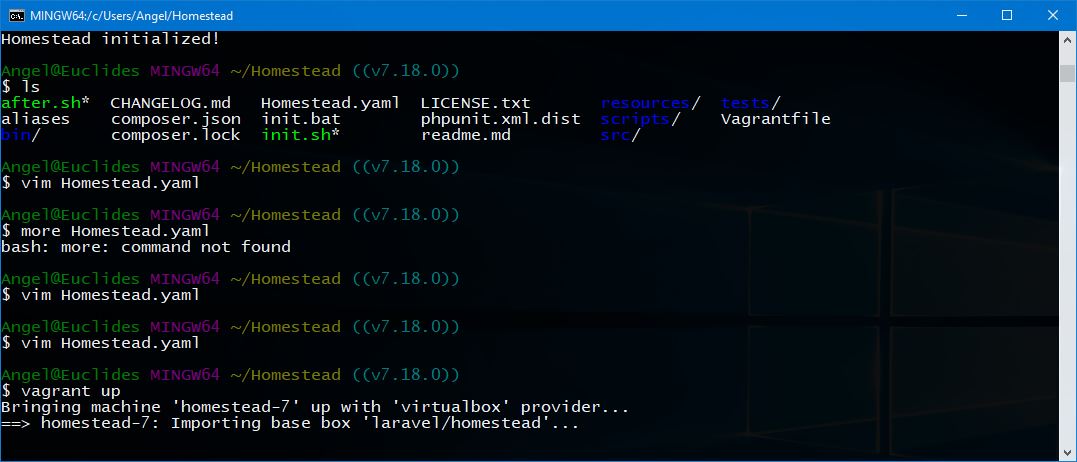 MINGW64:/c/Users/Angel/Homestead
Homestead initialized!
Angel@Euclides MINGW64 ~/Homestead ((v7.18.0))
$ ls
after.sh* CHANGELOG.md Homestead.yaml LICENSE.txt resources/ tests/
aliases composer.json init.bat phpunit.xml.dist scripts/ Vagrantfile
bin/ composer.lock init.sh* readme.md src/
Angel@Euclides MINGW64 ~/Homestead ((v7.18.0))
$ vim Homestead.yaml
Angel@Euclides MINGW64 ~/Homestead ((v7.18.0))
$ more Homestead.yaml
bash: more: command not found
Angel@Euclides MINGW64 ~/Homestead ((v7.18.0))
$ vim Homestead.yaml
Angel@Euclides MINGW64 ~/Homestead ((v7.18.0))
$ vim Homestead.yaml
Angel@Euclides MINGW64 ~/Homestead ((v7.18.0))
$ vagrant up
Bringing machine 'homestead-7' up with 'virtualbox' provider...
==> homestead-7: Importing base box 'laravel/homestead'...